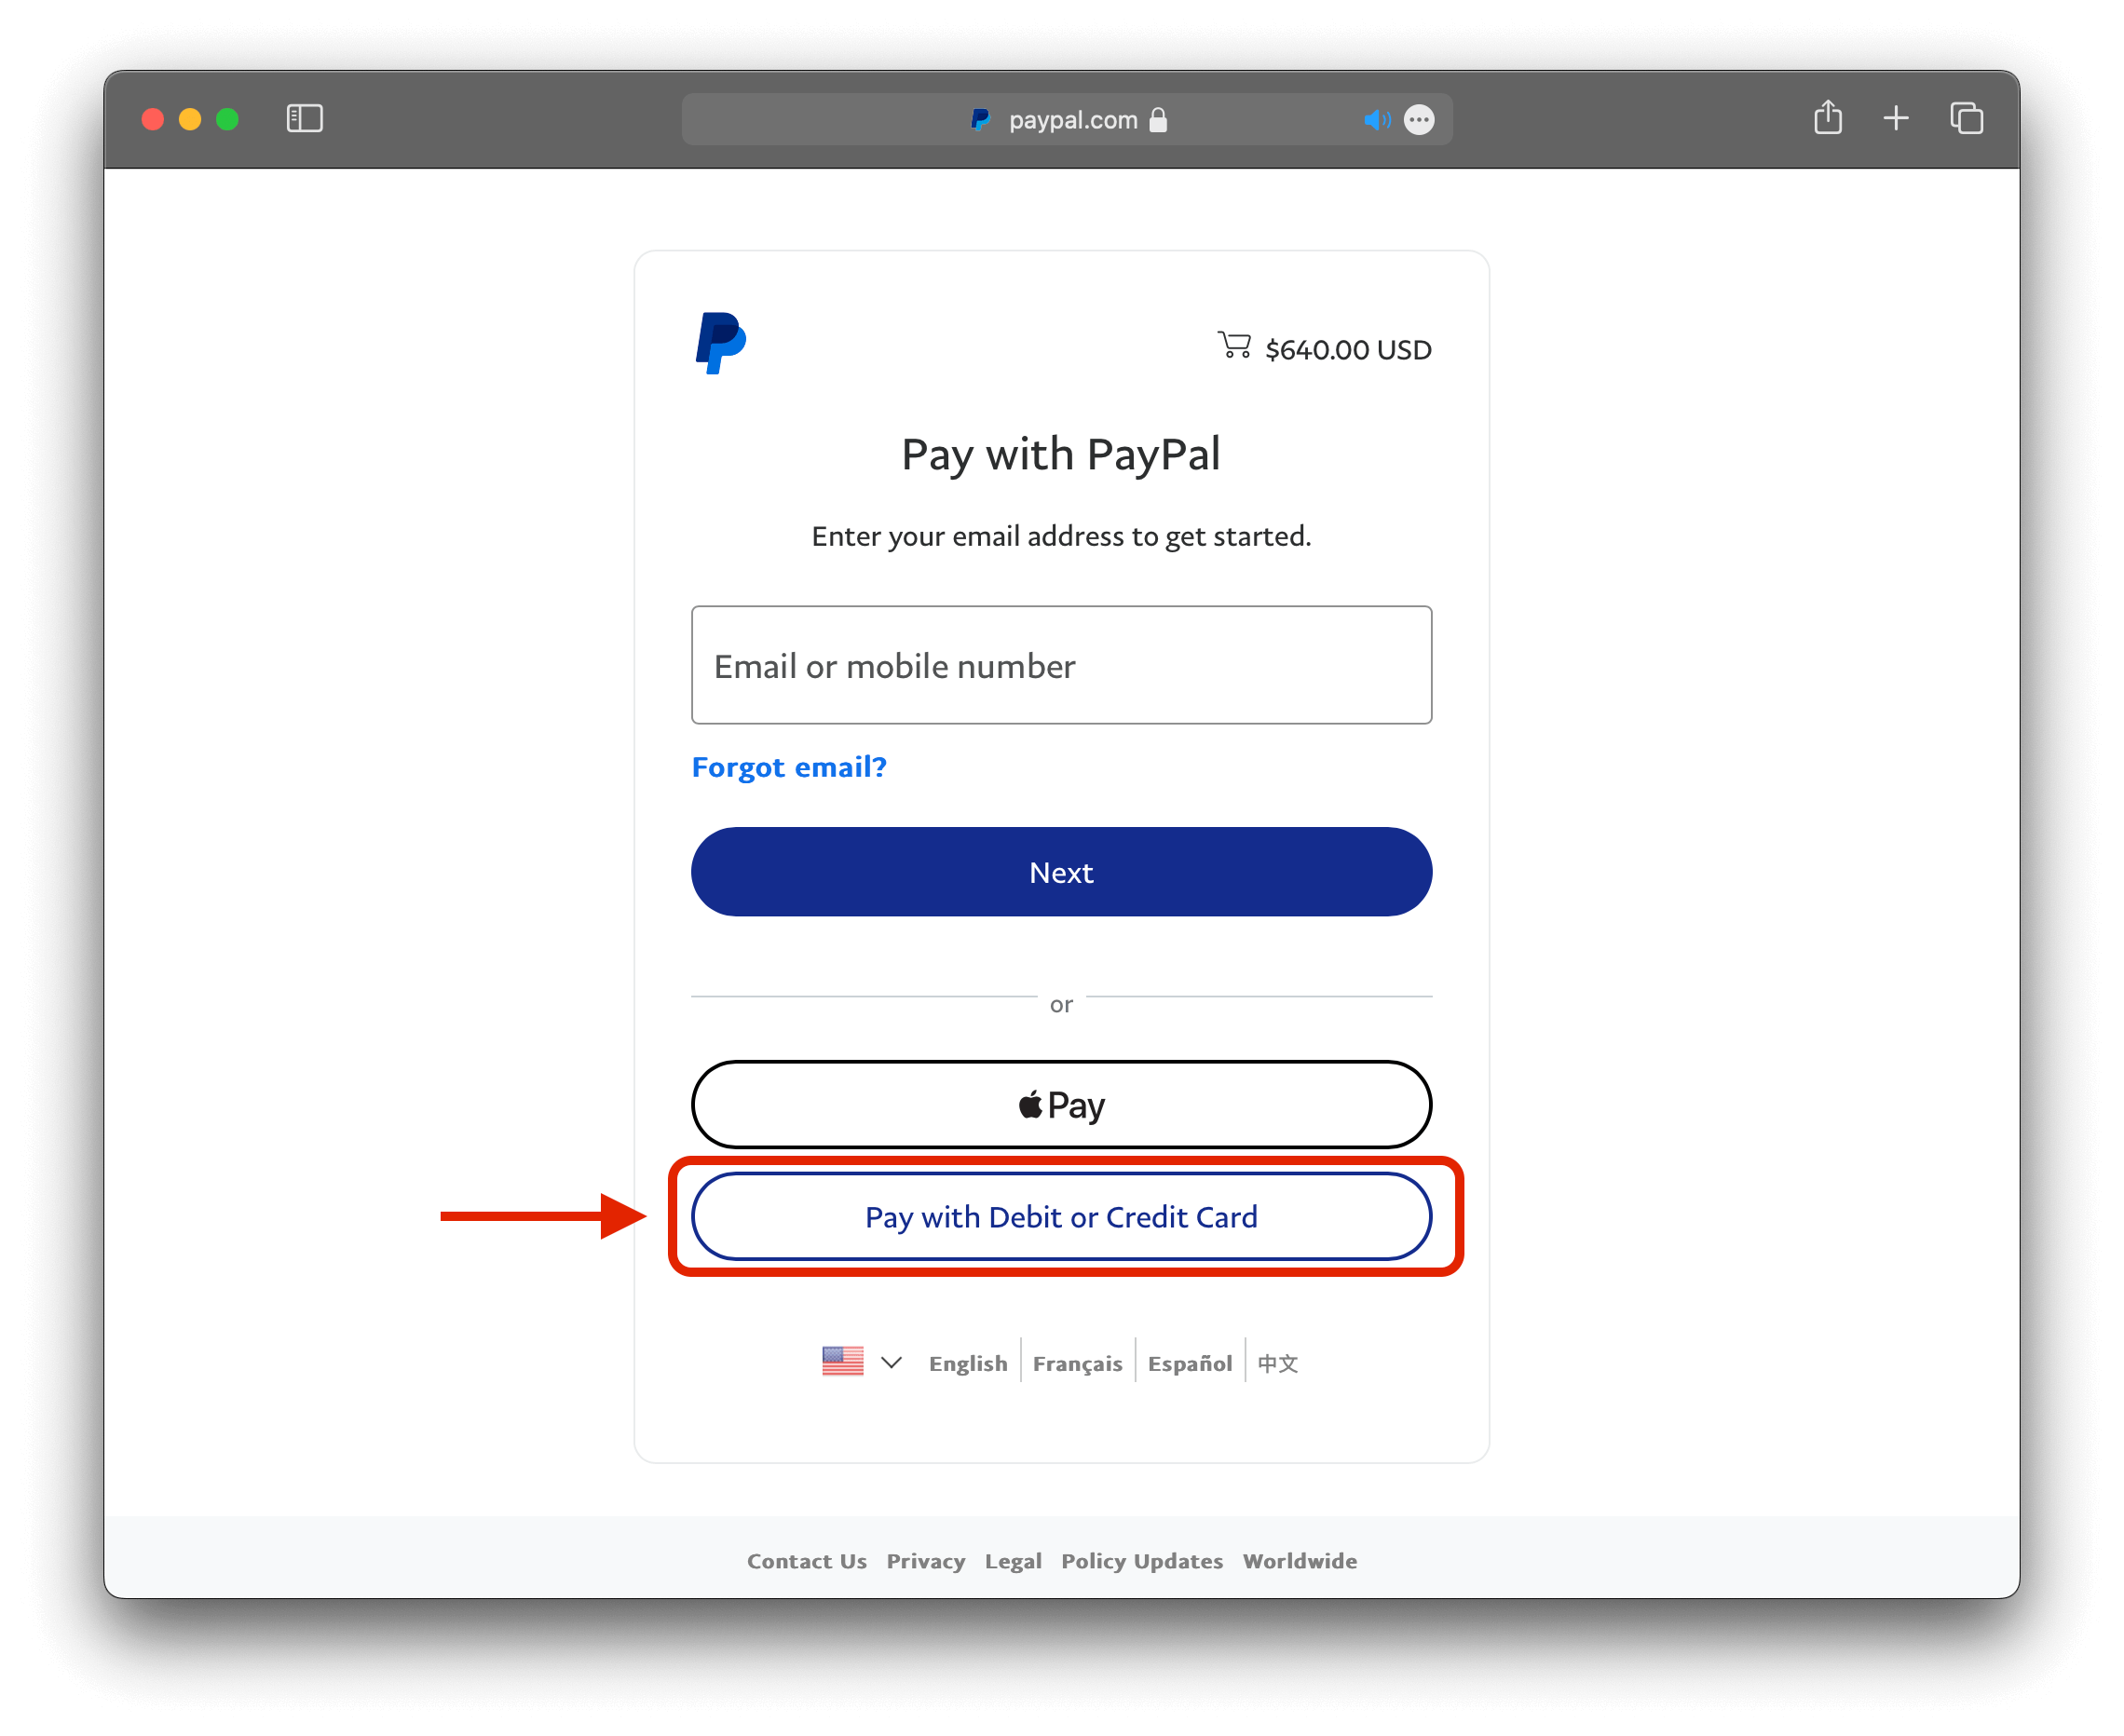 paypal.com
$640.00 USD
Pay with PayPal
Enter your email address to get started.
Email or mobile number
Forgot email?
Next
or
Pay
Pay with Debit or Credit Card
English Français Español 中文
Contact Us Privacy Legal Policy Updates Worldwide